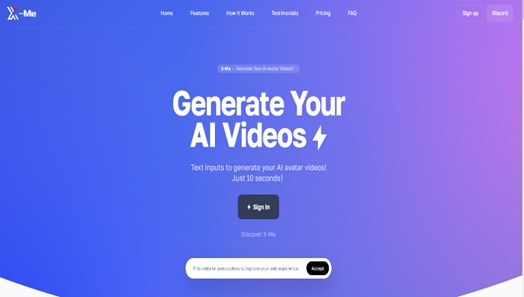 X-Me
Home Features How It Works Testimonials Pricing FAQ Sign up Discord
X-Me - Generate Your AI Avatar Videos!
Generate Your
AI Videos
Text inputs to generate your AI avatar videos!
Just 10 seconds!
Sign In
Discover X-Me
This website uses cookies to improve your web experience. Accept